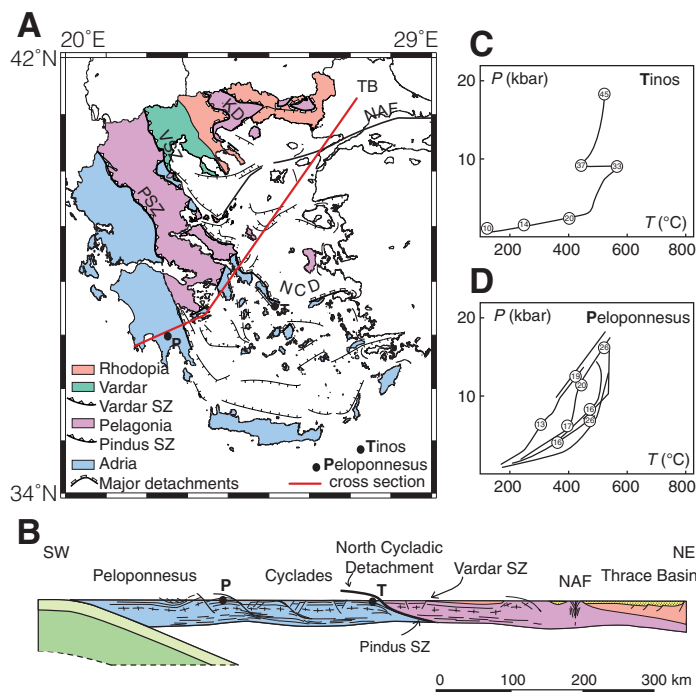 A
20°E
29°E
42°N
TB
NAF
KD
PSZ
NCD
P
Rhodopia
Vardar
Vardar SZ
Pelagonia
Pindus SZ
Adria
Major detachments
Tinos
Peloponnesus
cross section
34°N
C
P (kbar)
Tinos
20
10
45
37
33
20
14
10
T (°C)
200 400 600 800
D
P (kbar)
Peloponnesus
20
10
26
19
20
13
17
16
16
26
T (°C)
200 400 600 800
B
SW
NE
North Cycladic
Detachment
Vardar SZ
Peloponnesus
P
Cyclades
T
NAF
Thrace Basin
Pindus SZ
0 100 200 300 km